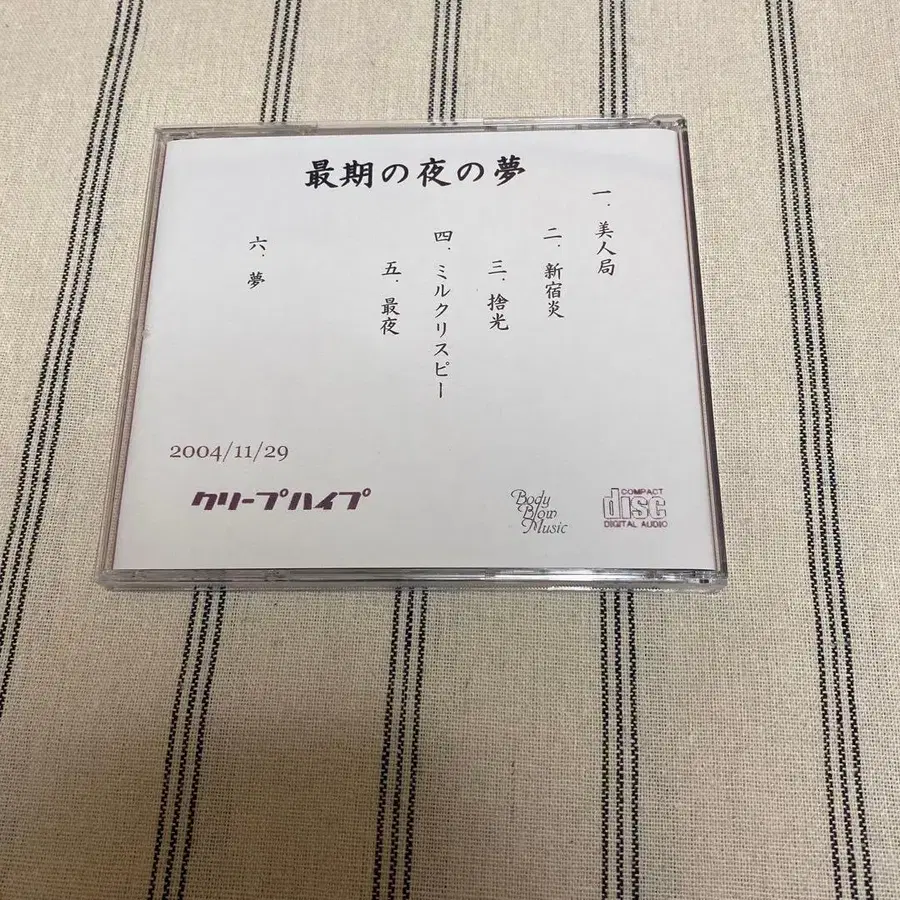 最期の夜の夢
一．美人局
二．新宿炎
三．捨光
四．ミルクリスピー
五．最夜
六．夢
2004/11/29
クリープハイプ
Body
Blow
Music
COMPACT
disc
DIGITAL AUDIO